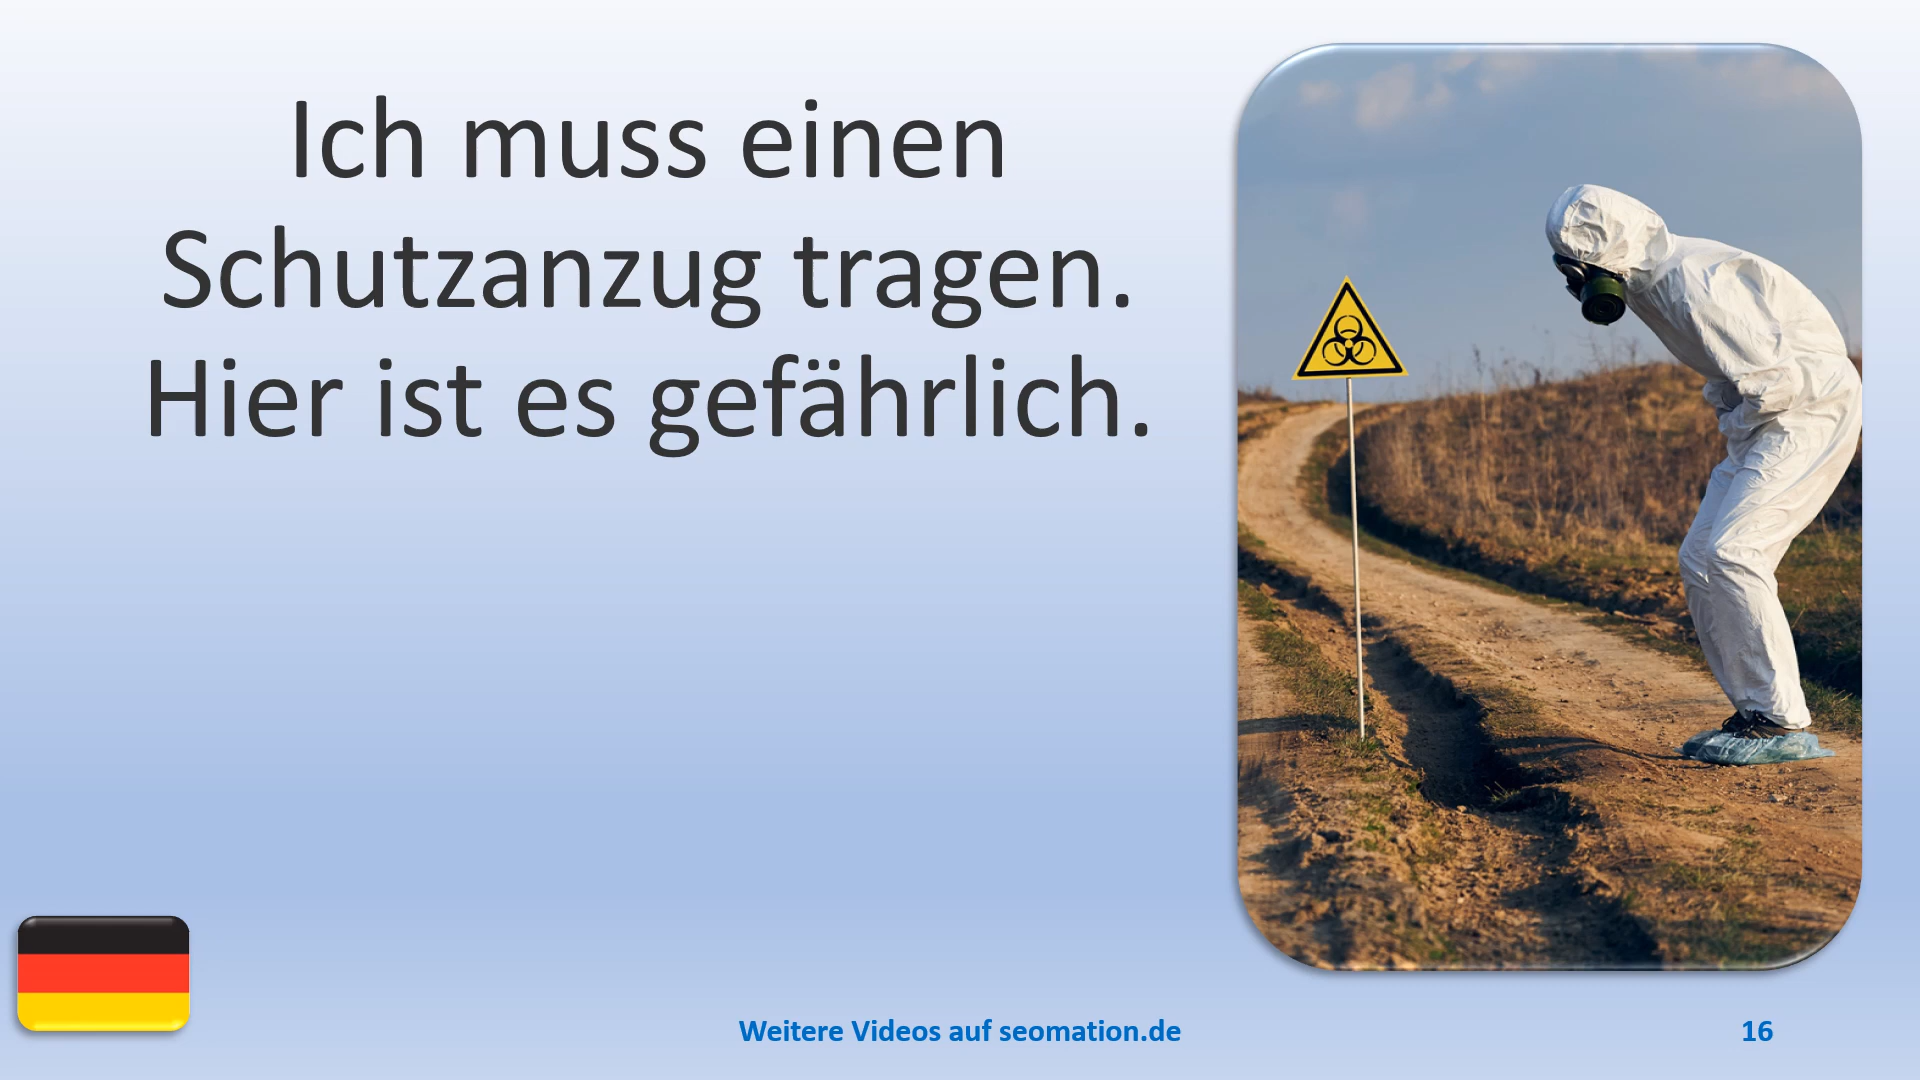 Ich muss einen
Schutzanzug tragen.
Hier ist es gefährlich.
Weitere Videos auf seomation.de
16